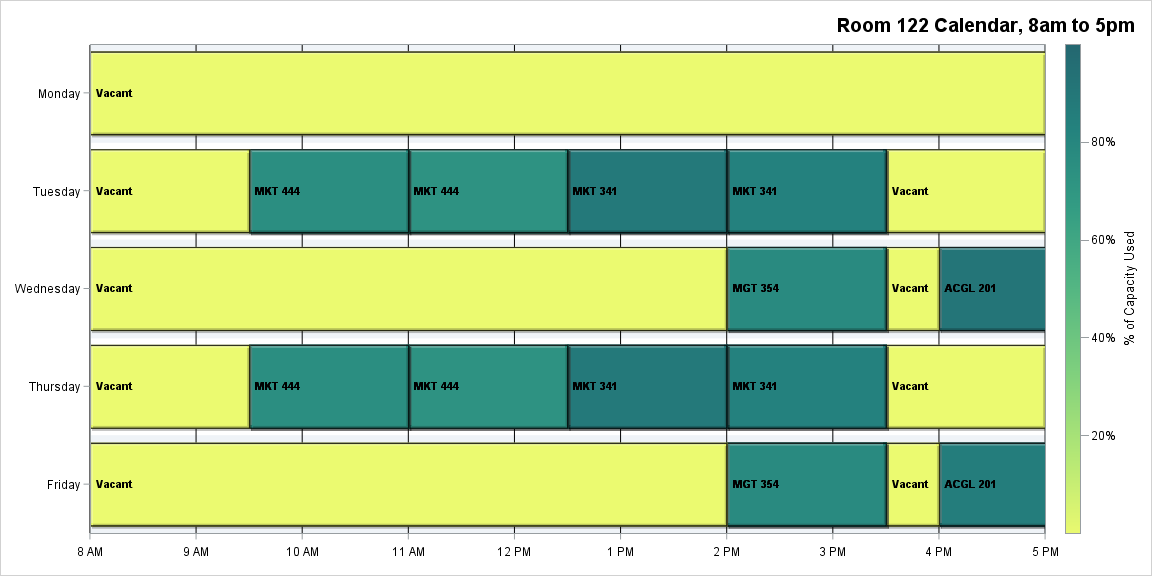 Room 122 Calendar, 8am to 5pm
Monday
Vacant
Tuesday
Vacant
MKT 444
MKT 444
MKT 341
MKT 341
Vacant
Wednesday
Vacant
MGT 354
Vacant
ACGL 201
Thursday
Vacant
MKT 444
MKT 444
MKT 341
MKT 341
Vacant
Friday
Vacant
MGT 354
Vacant
ACGL 201
8 AM
9 AM
10 AM
11 AM
12 PM
1 PM
2 PM
3 PM
4 PM
5 PM
80%
60%
40%
20%
% of Capacity Used